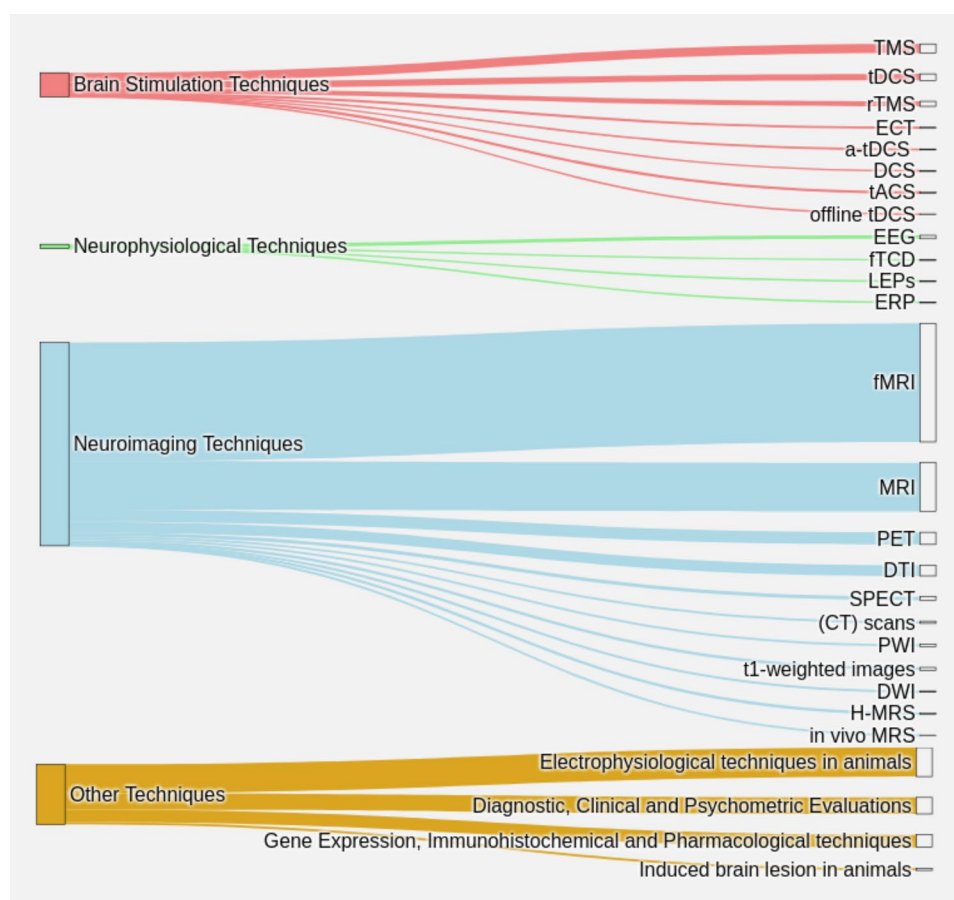 TMS
Brain Stimulation Techniques
tDCS
rTMS
ECT
a-tDCS
DCS
tACS
offline tDCS
EEG
Neurophysiological Techniques
fTCD
LEPs
ERP
fMRI
Neuroimaging Techniques
MRI
PET
DTI
SPECT
(CT) scans
PWI
t1-weighted images
DWI
H-MRS
in vivo MRS
Electrophysiological techniques in animals
Other Techniques
Diagnostic, Clinical and Psychometric Evaluations
Gene Expression, Immunohistochemical and Pharmacological techniques
Induced brain lesion in animals